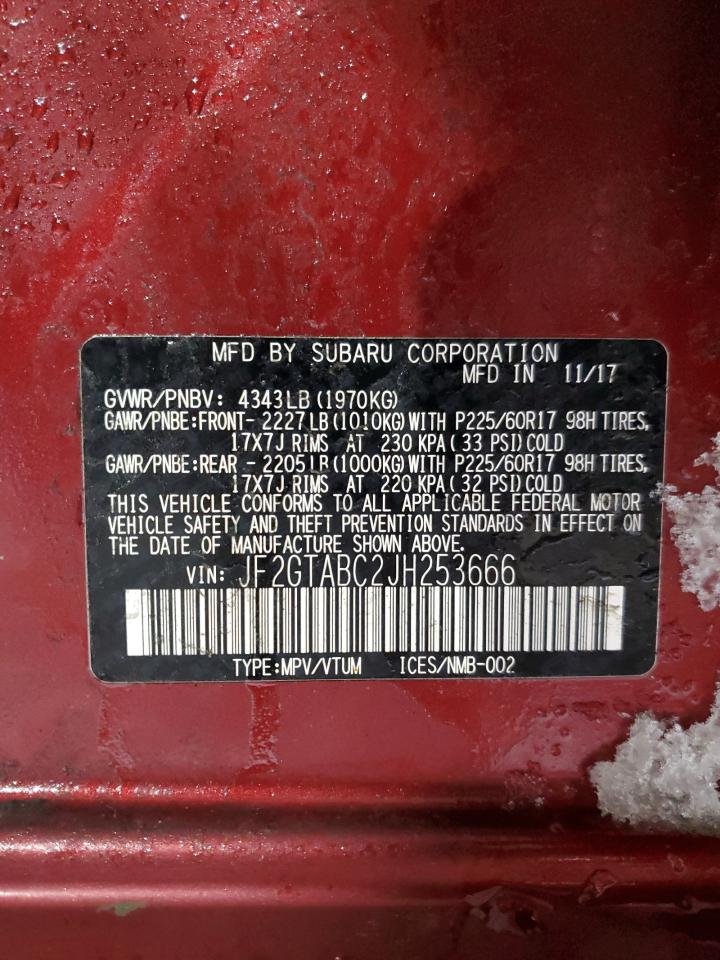 MFD BY SUBARU CORPORATION
MFD IN 11/17
GVWR/PNBV: 4343LB (1970KG)
GAWR/PNBE:FRONT- 2227LB (1010KG) WITH P225/60R17 98H TIRES,
17X7J RIMS AT 230 KPA ( 33 PSI) COLD
GAWR/PNBE:REAR - 2205LB (1000KG) WITH P225/60R17 98H TIRES,
17X7J RIMS AT 220 KPA ( 32 PSI) COLD
THIS VEHICLE CONFORMS TO ALL APPLICABLE FEDERAL MOTOR
VEHICLE SAFETY AND THEFT PREVENTION STANDARDS IN EFFECT ON
THE DATE OF MANUFACTURE SHOWN ABOVE.
VIN: JF2GTABC2JH253666
TYPE:MPV/VTUM ICES/NMB-002